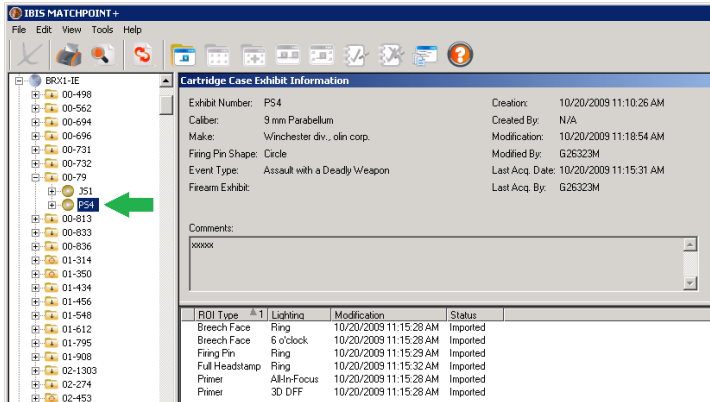 IBIS MATCHPOINT+
File Edit View Tools Help
BRX1-IE
00-498
00-562
00-694
00-696
00-731
00-732
00-79
JS1
PS4
00-813
00-833
00-836
01-314
01-350
01-434
01-456
01-548
01-612
01-795
01-908
02-1303
02-274
02-453
Cartridge Case Exhibit Information
Exhibit Number: PS4 Creation: 10/20/2009 11:10:26 AM
Caliber: 9 mm Parabellum Created By: N/A
Make: Winchester div., olin corp. Modification: 10/20/2009 11:18:54 AM
Firing Pin Shape: Circle Modified By: G26323M
Event Type: Assault with a Deadly Weapon Last Acq. Date: 10/20/2009 11:15:31 AM
Firearm Exhibit: Last Acq. By: G26323M
Comments:
xxxxx
ROI Type 1 Lighting Modification Status
Breech Face Ring 10/20/2009 11:15:28 AM Imported
Breech Face 6 o'clock 10/20/2009 11:15:28 AM Imported
Firing Pin Ring 10/20/2009 11:15:29 AM Imported
Full Headstamp Ring 10/20/2009 11:15:32 AM Imported
Primer All-In-Focus 10/20/2009 11:15:28 AM Imported
Primer 3D DFF 10/20/2009 11:15:28 AM Imported